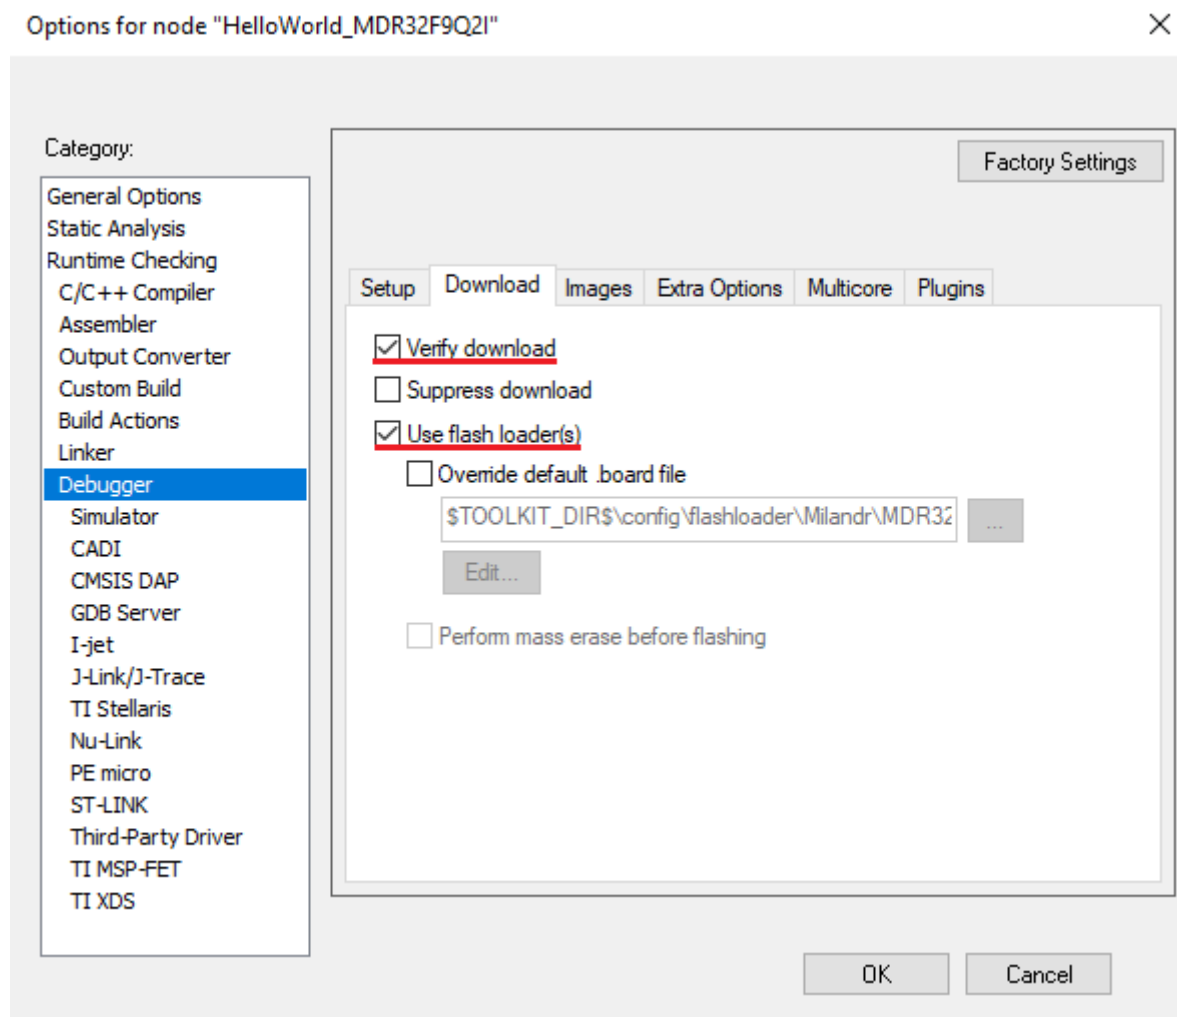 Options for node "HelloWorld_MDR32F9Q2I"
Category:
Factory Settings
General Options
Static Analysis
Runtime Checking
C/C++ Compiler
Assembler
Output Converter
Custom Build
Build Actions
Linker
Debugger
Simulator
CADI
CMSIS DAP
GDB Server
I-jet
J-Link/J-Trace
TI Stellaris
Nu-Link
PE micro
ST-LINK
Third-Party Driver
TI MSP-FET
TI XDS
Setup Download Images Extra Options Multicore Plugins
Verify download
Suppress download
Use flash loader(s)
Override default .board file
$TOOLKIT_DIR$\config\flashloader\Milandr\MDR32 ...
Edit...
Perform mass erase before flashing
OK Cancel